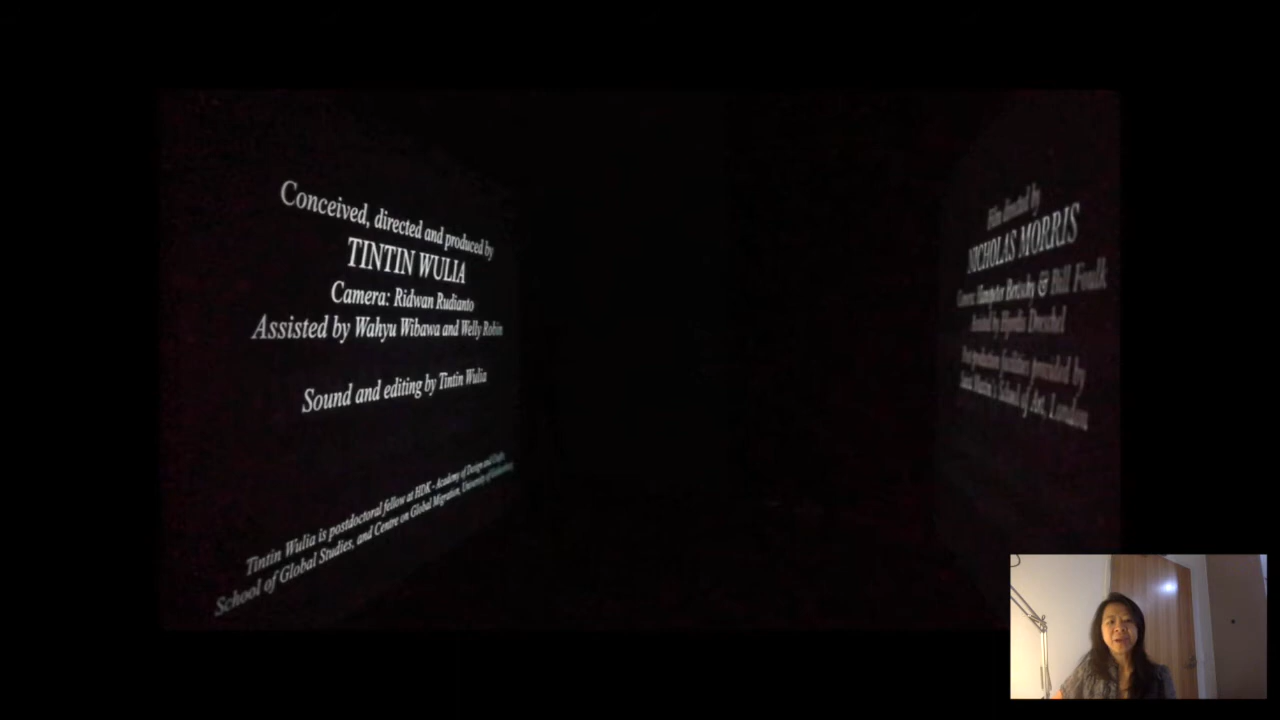 Conceived, directed and produced by
TINTIN WULIA
Camera: Ridwan Rudianto
Assisted by Wahyu Wibawa and Welly Robin
Sound and editing by Tintin Wulia
Tintin Wulia is postdoctoral fellow at HDK - Academy of Design and Crafts,
School of Global Studies, and Centre on Global Migration, University of Gothenburg
Film directed by
NICHOLAS MORRIS
& Bill Foulk
Assisted by
Post-production facilities provided by
Saint Martin's School of Art, London